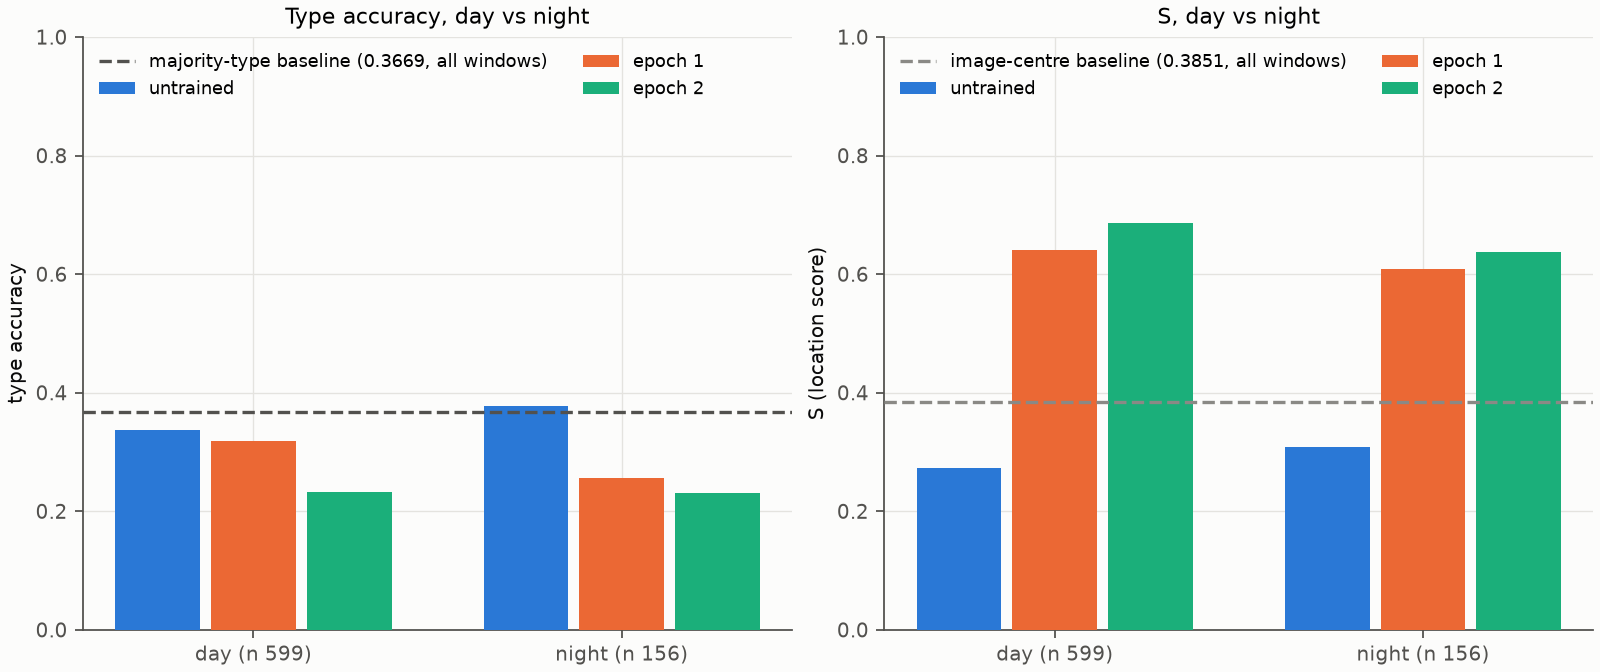 Type accuracy, day vs night
majority-type baseline (0.3669, all windows)
untrained
epoch 1
epoch 2
type accuracy
1.0
0.8
0.6
0.4
0.2
0.0
day (n 599)
night (n 156)
S, day vs night
image-centre baseline (0.3851, all windows)
untrained
epoch 1
epoch 2
S (location score)
1.0
0.8
0.6
0.4
0.2
0.0
day (n 599)
night (n 156)